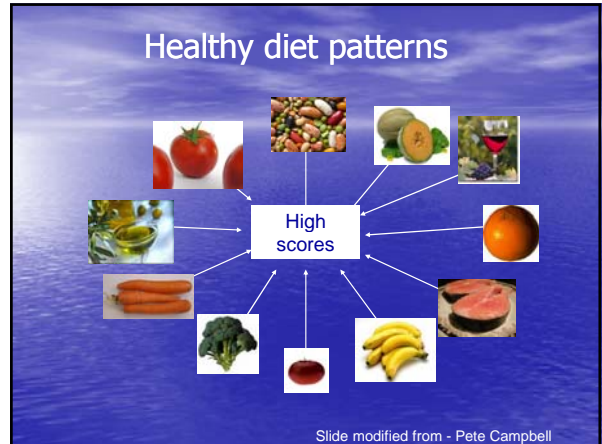 Healthy diet patterns
High
scores
Slide modified from - Pete Campbell